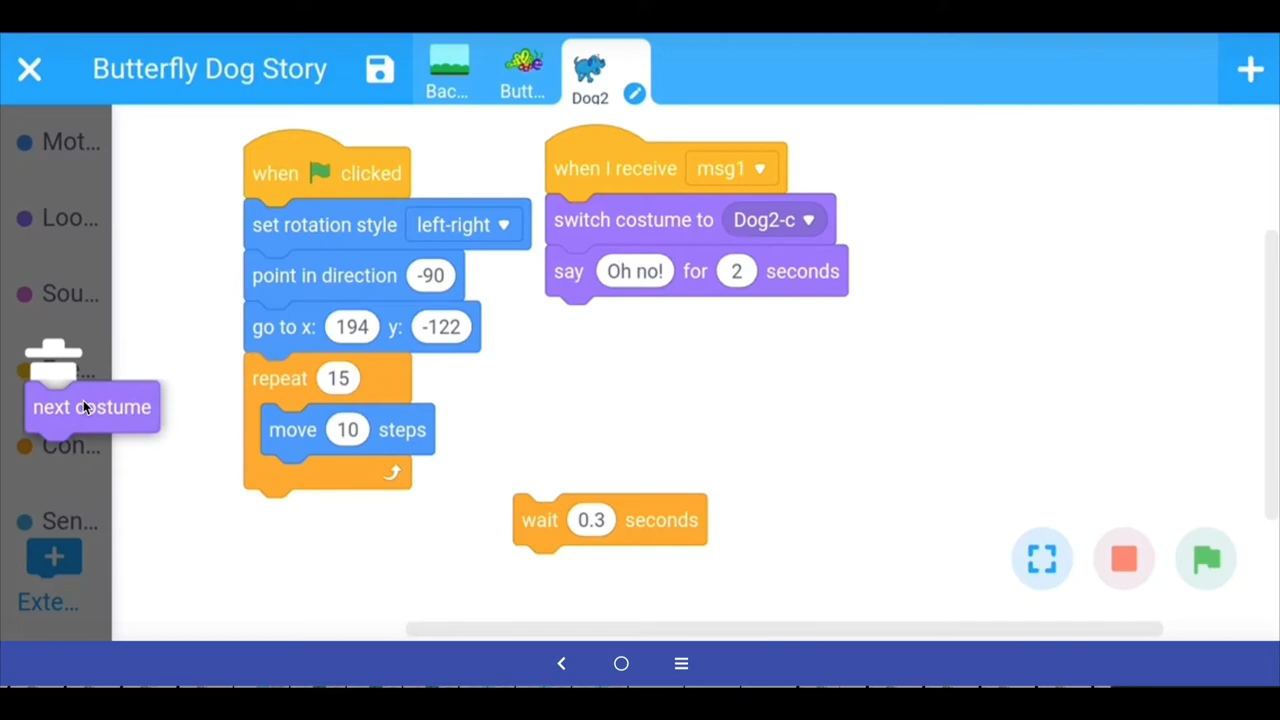 Butterfly Dog Story
Bac...
Butt...
Dog2
Mot...
Loo...
Sou...
Con...
Sen...
Exte...
next costume
when clicked
set rotation style left-right
point in direction -90
go to x: 194 y: -122
repeat 15
move 10 steps
when I receive msg1
switch costume to Dog2-c
say Oh no! for 2 seconds
wait 0.3 seconds